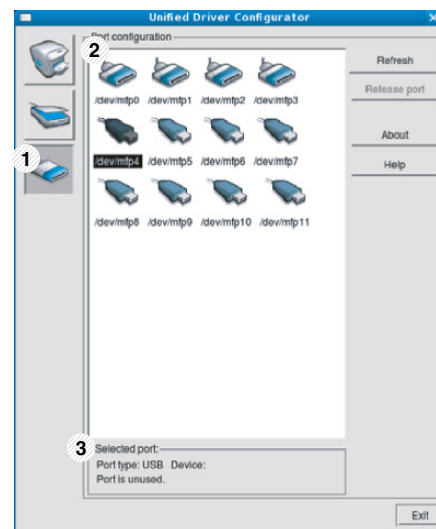 Unified Driver Configurator
Port configuration
2
/dev/mfp0 /dev/mfp1 /dev/mfp2 /dev/mfp3
Refresh
Release port
1
/dev/mfp4 /dev/mfp5 /dev/mfp6 /dev/mfp7
About
Help
/dev/mfp8 /dev/mfp9 /dev/mfp10 /dev/mfp11
3
Selected port:
Port type: USB Device:
Port is unused.
Exit